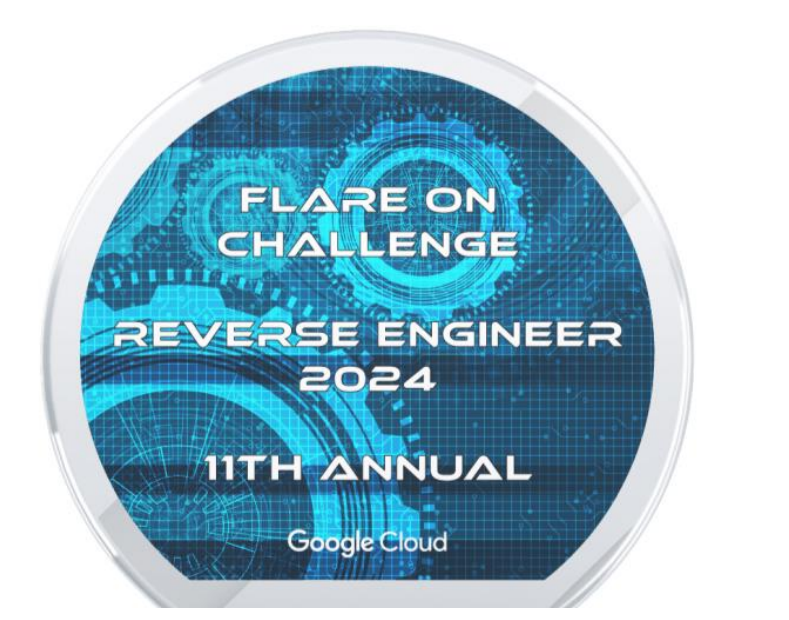 FLARE ON
CHALLENGE
REVERSE ENGINEER
2024
11TH ANNUAL
Google Cloud